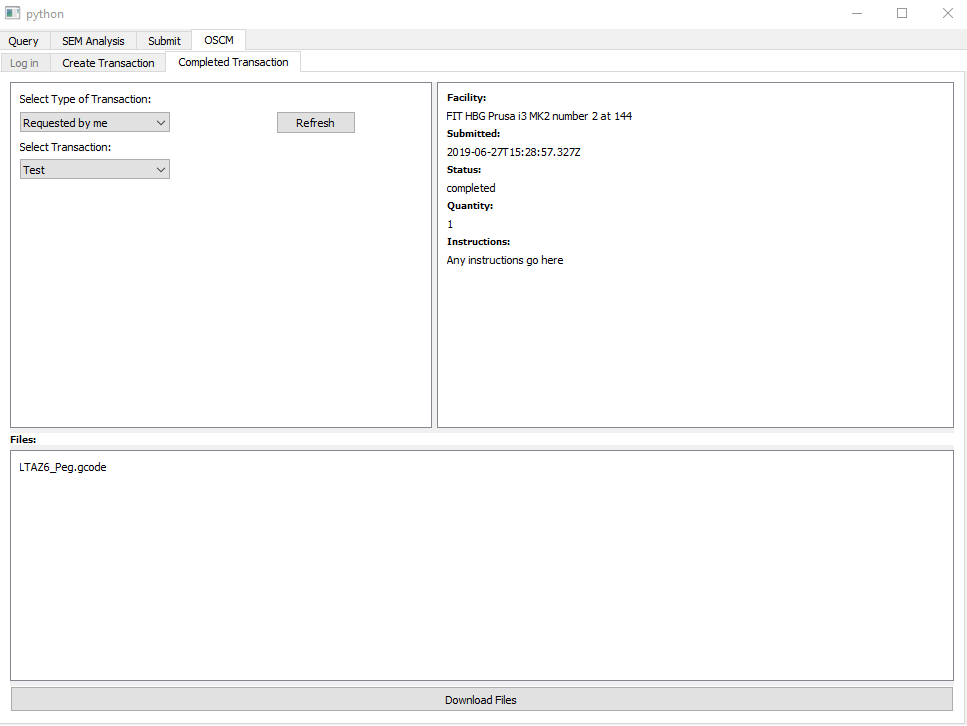 python
Query SEM Analysis Submit OSCM
Log in Create Transaction Completed Transaction
Select Type of Transaction:
Requested by me Refresh
Select Transaction:
Test
Facility:
FIT HBG Prusa i3 MK2 number 2 at 144
Submitted:
2019-06-27T15:28:57.327Z
Status:
completed
Quantity:
1
Instructions:
Any instructions go here
Files:
LTAZ6_Peg.gcode
Download Files